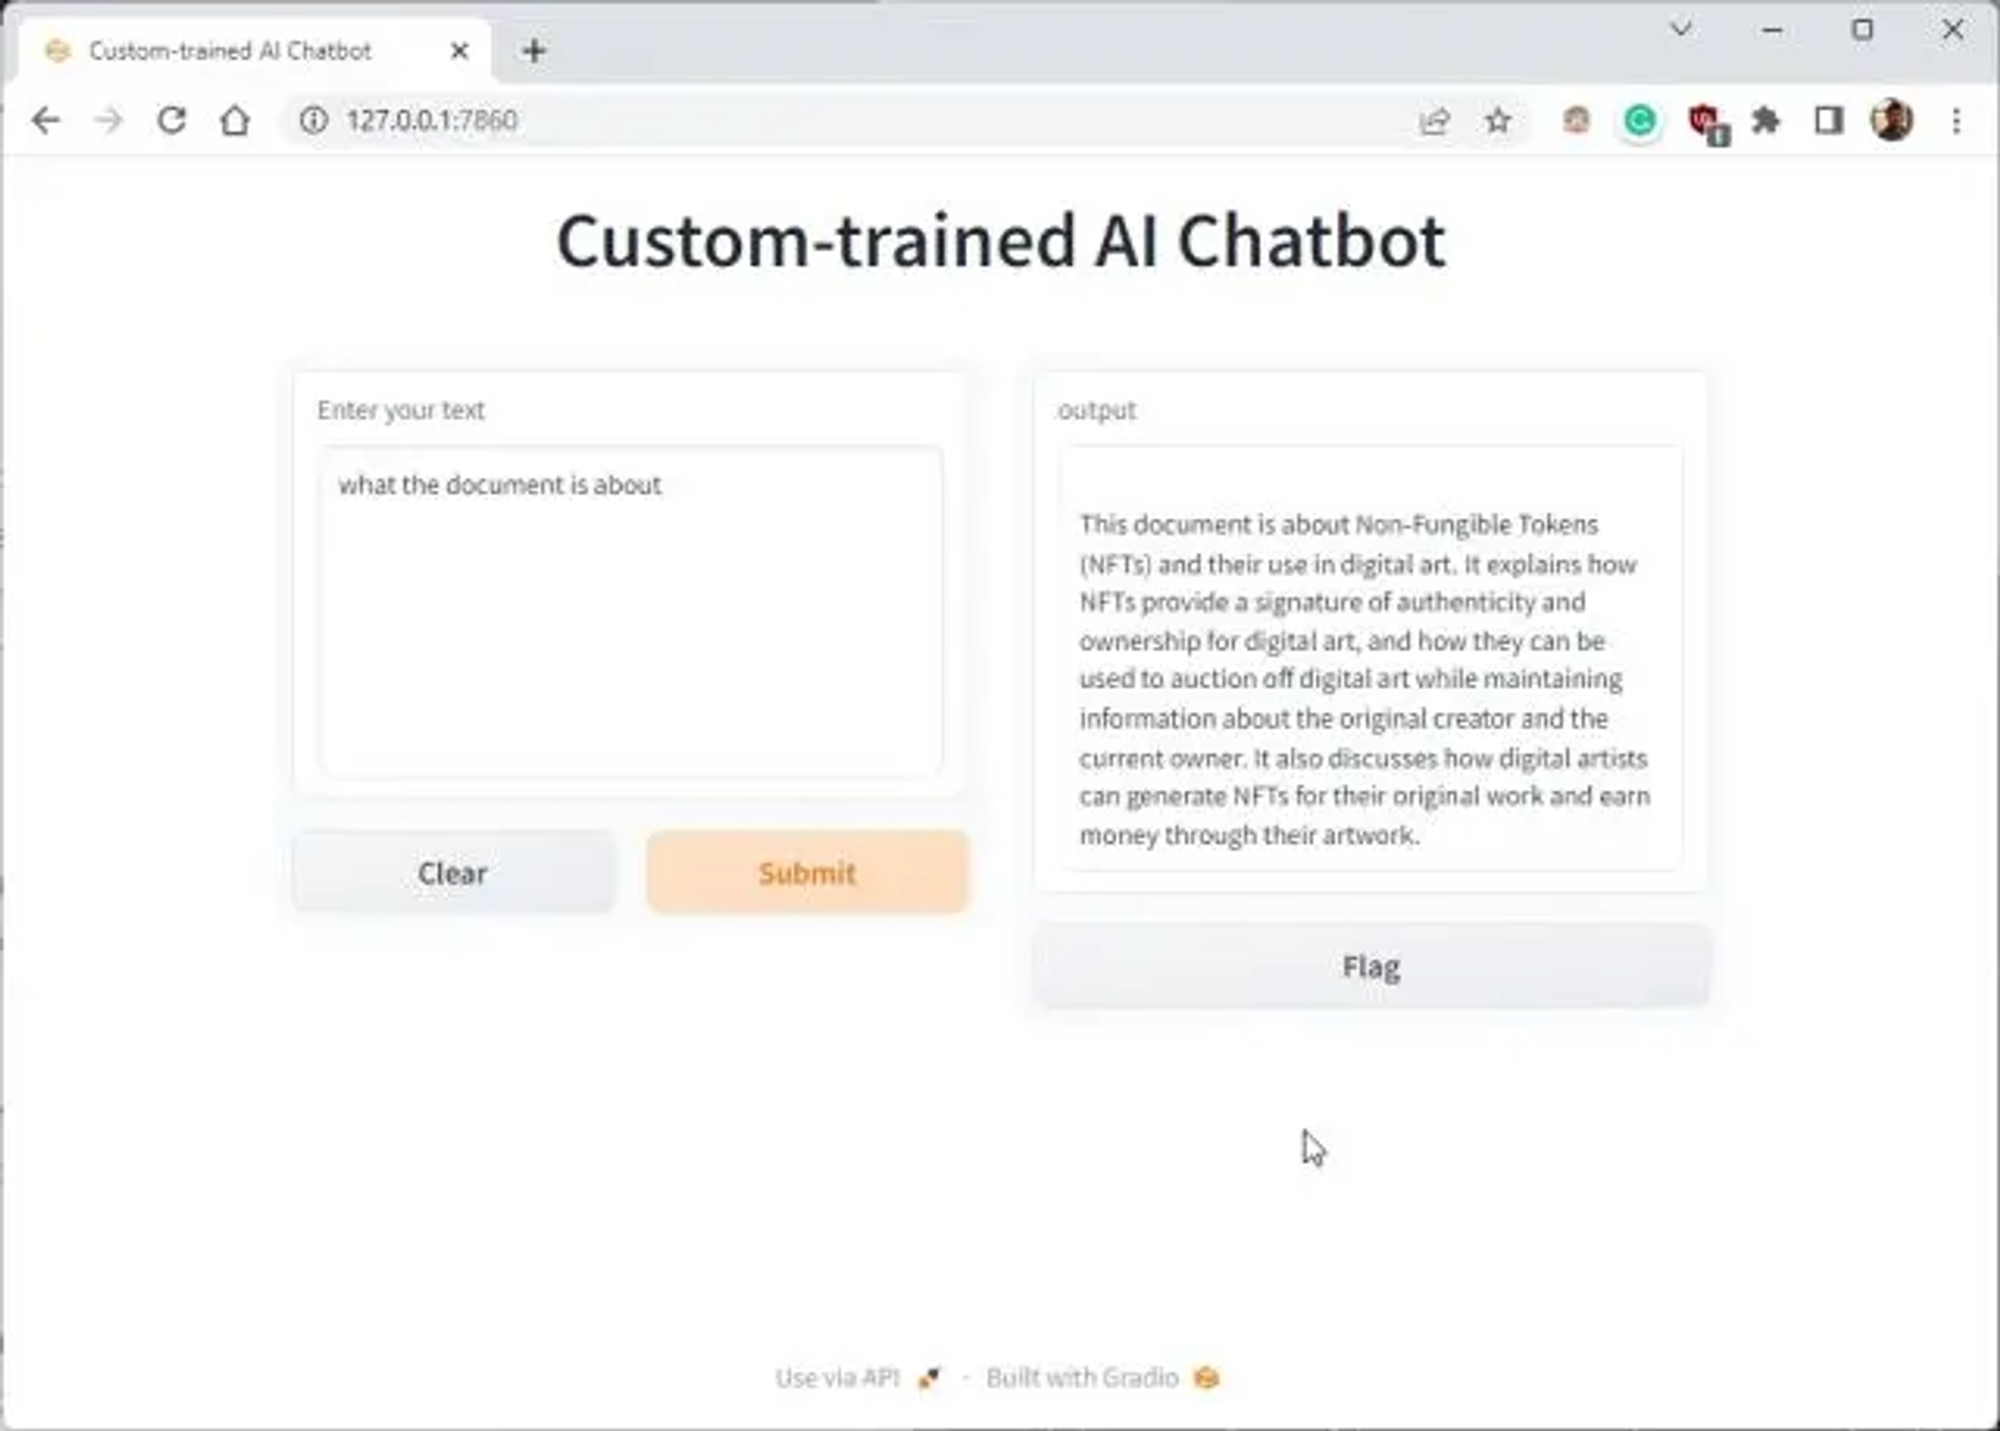 Custom-trained AI Chatbot
127.0.0.1:7860
Custom-trained AI Chatbot
Enter your text
what the document is about
Clear
Submit
output
This document is about Non-Fungible Tokens
(NFTs) and their use in digital art. It explains how
NFTs provide a signature of authenticity and
ownership for digital art, and how they can be
used to auction off digital art while maintaining
information about the original creator and the
current owner. It also discusses how digital artists
can generate NFTs for their original work and earn
money through their artwork.
Flag
Use via API · Built with Gradio